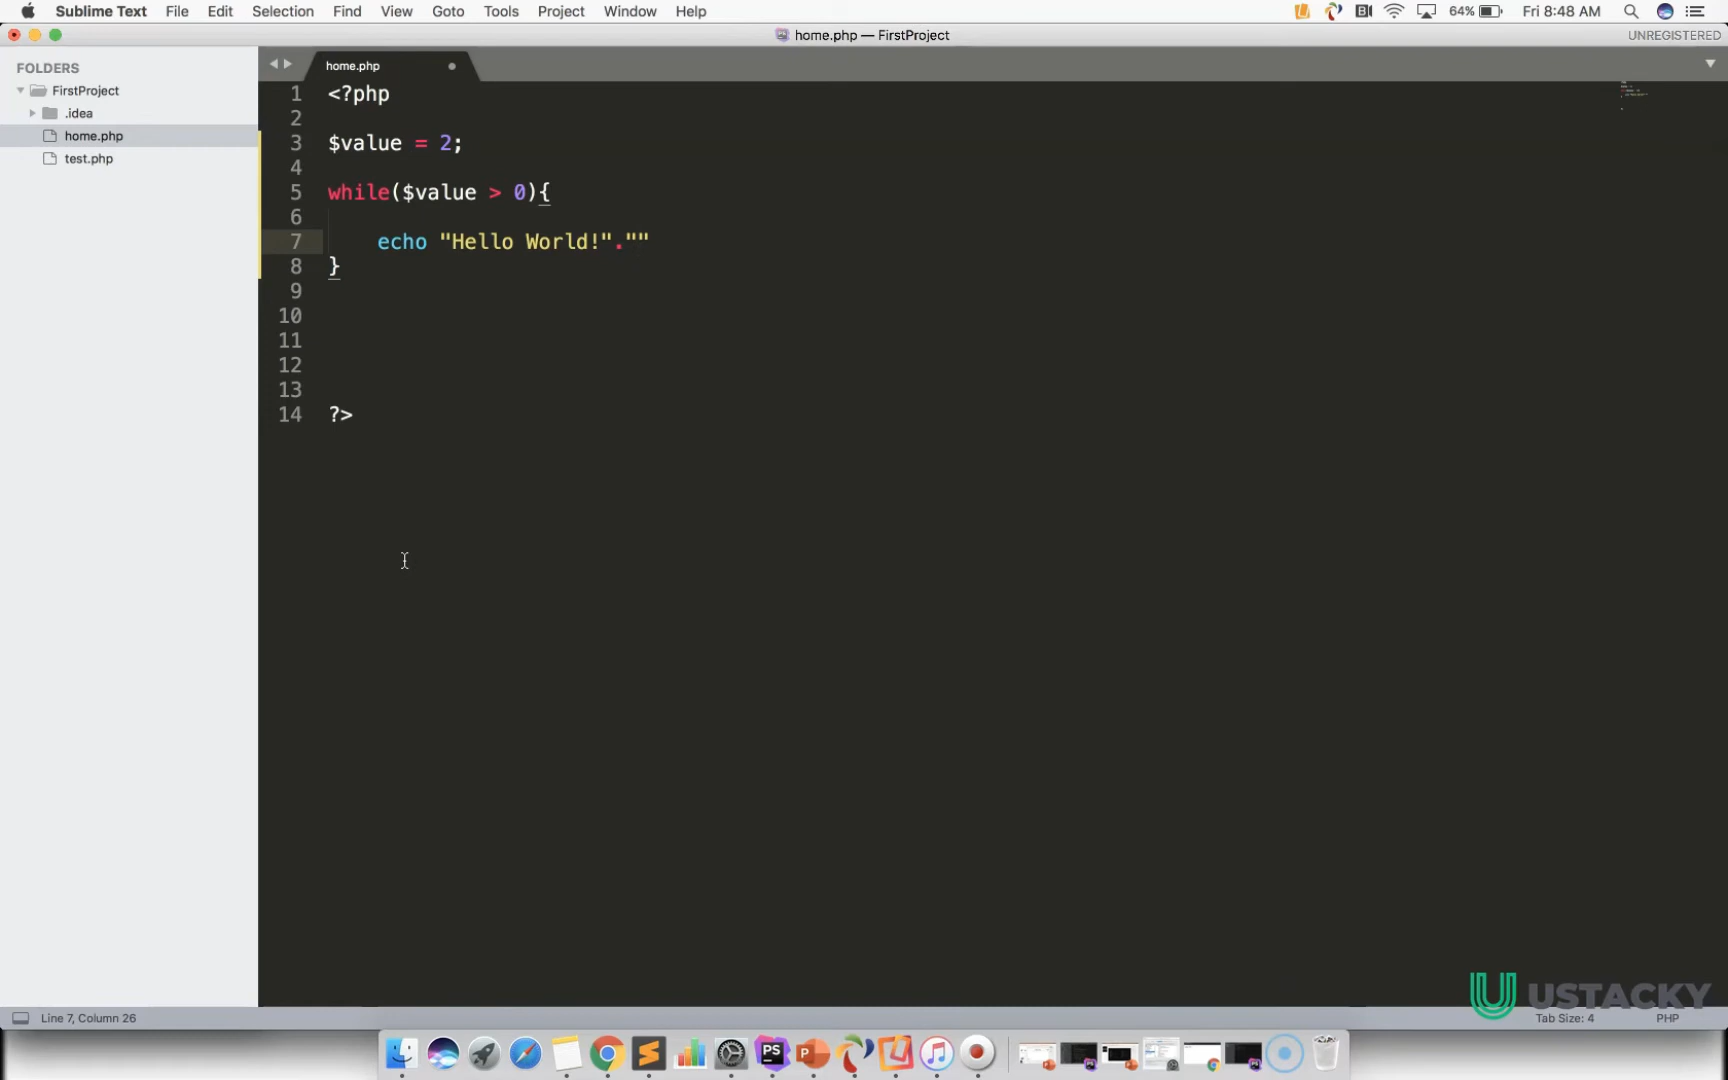 Sublime Text File Edit Selection Find View Goto Tools Project Window Help 64% Fri 8:48 AM
home.php — FirstProject UNREGISTERED
FOLDERS
FirstProject
.idea
home.php
test.php
home.php
1 <?php
2
3 $value = 2;
4
5 while($value > 0){
6
7 echo "Hello World!".""
8 }
9
10
11
12
13
14 ?>
USTACKY
Line 7, Column 26 Tab Size: 4 PHP